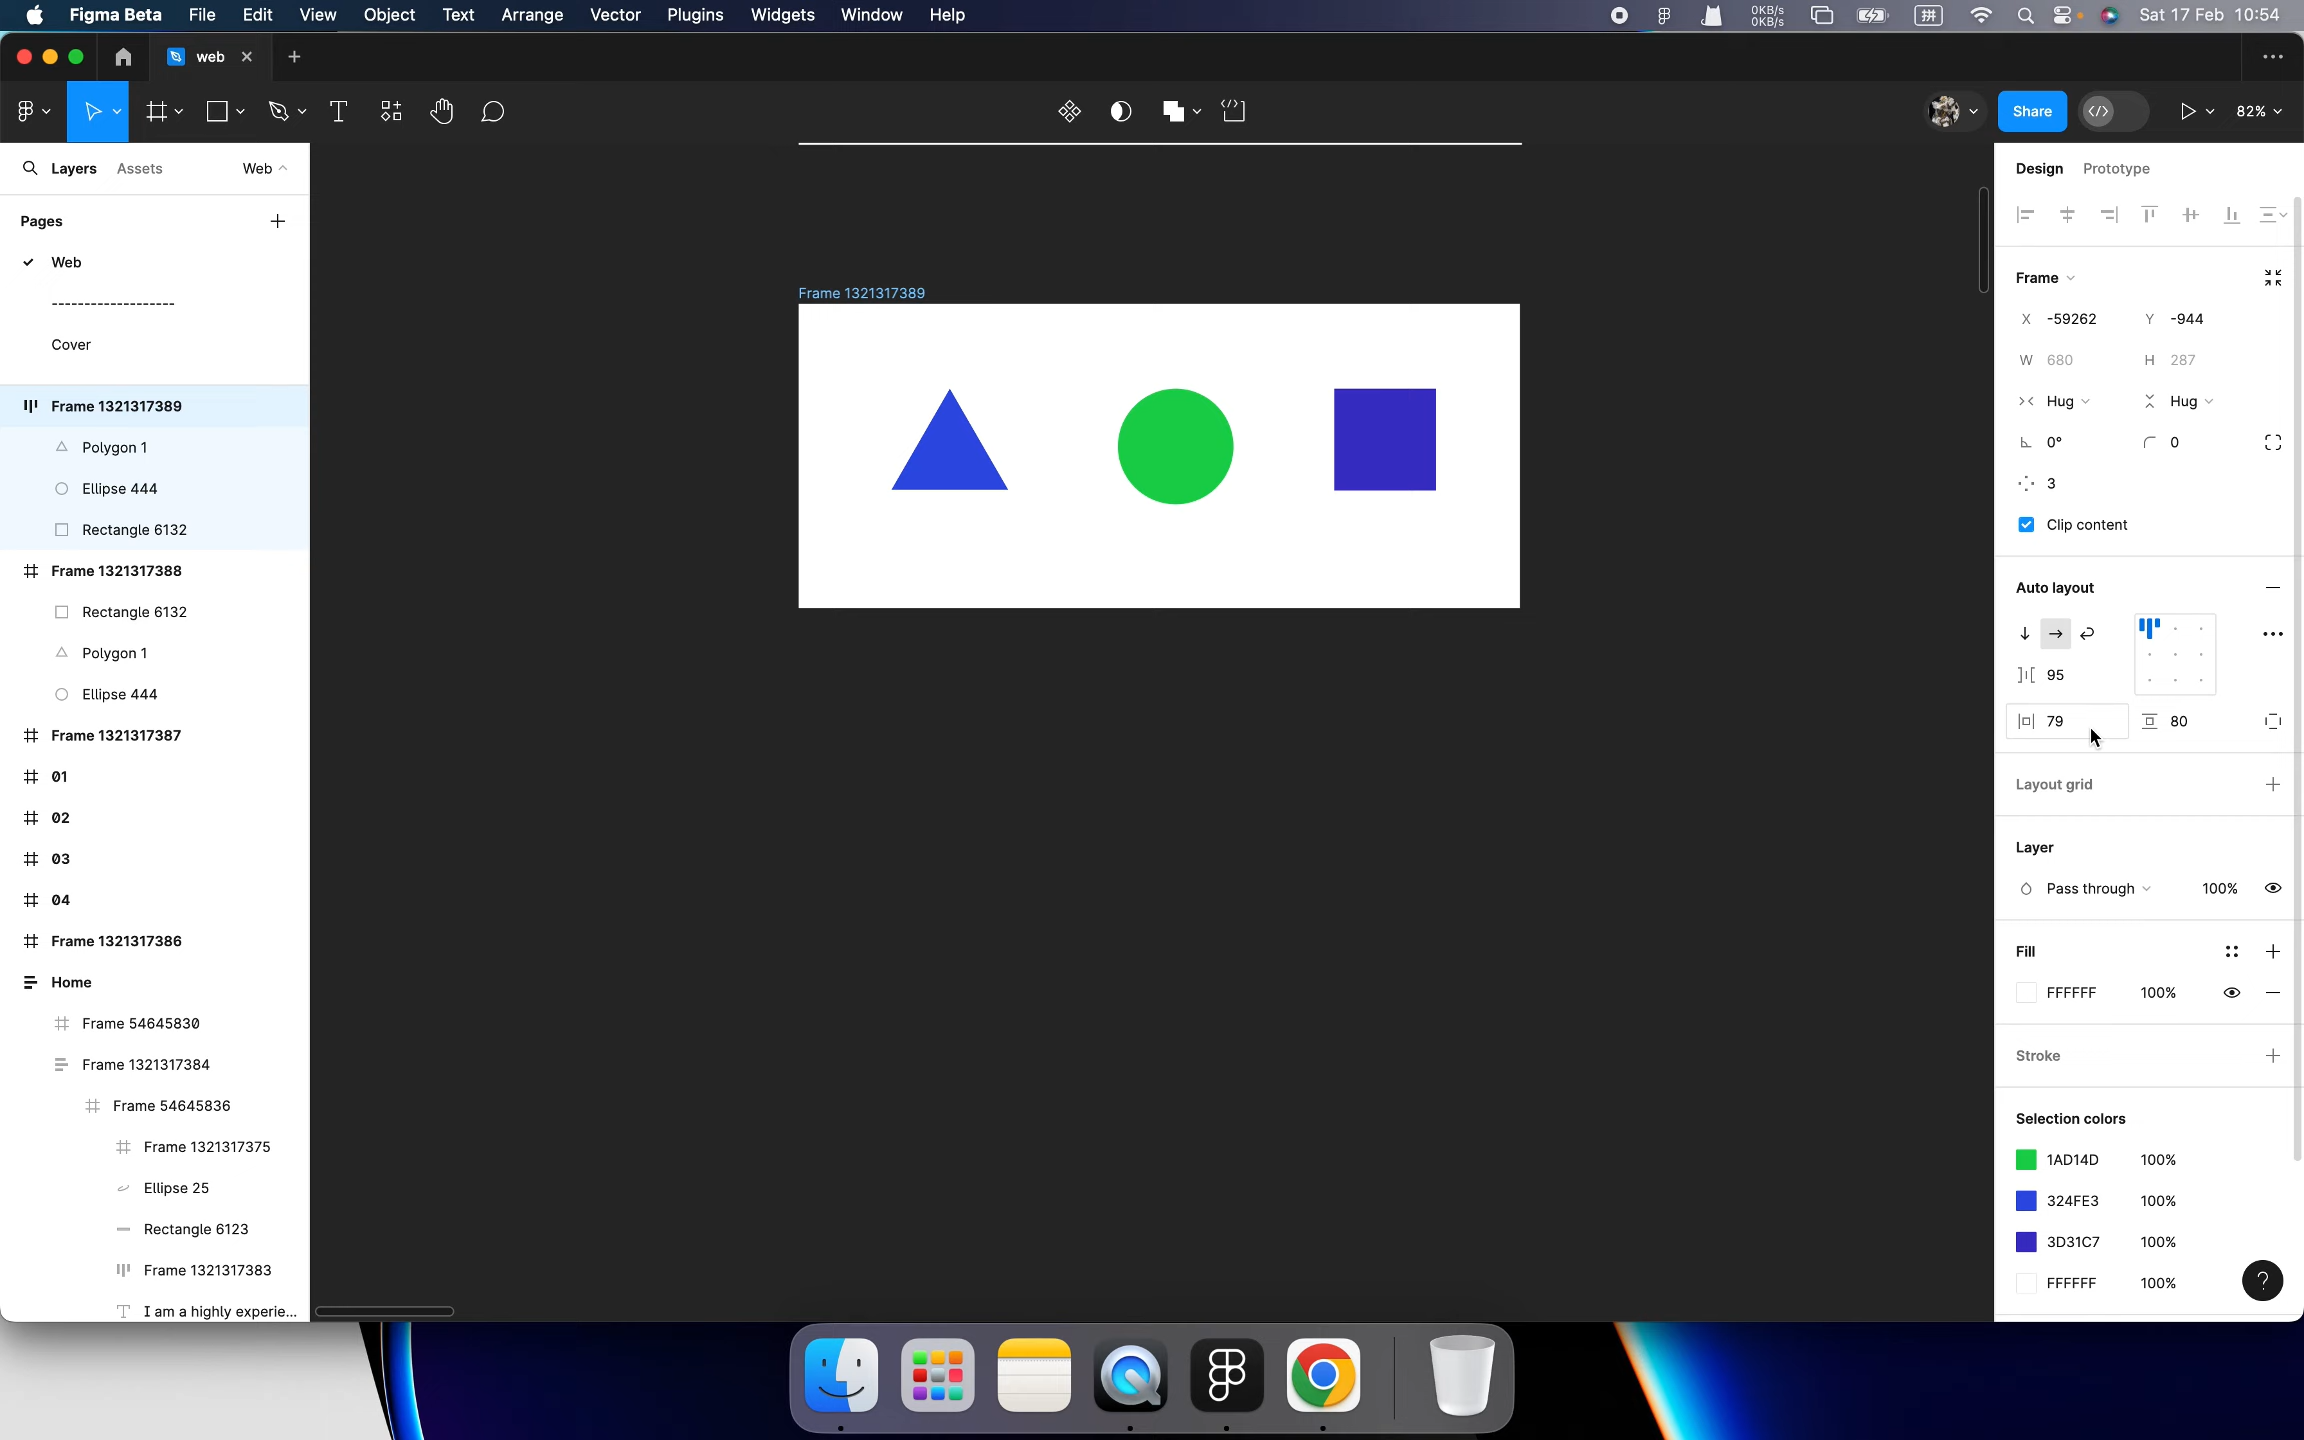 Figma Beta File Edit View Object Text Arrange Vector Plugins Widgets Window Help 0KB/s 0KB/s Sat 17 Feb 10:54
web
Share 82%
Layers Assets Web
Pages
Web
-------------------
Cover
Frame 1321317389
Polygon 1
Ellipse 444
Rectangle 6132
Frame 1321317388
Rectangle 6132
Polygon 1
Ellipse 444
Frame 1321317387
01
02
03
04
Frame 1321317386
Home
Frame 54645830
Frame 1321317384
Frame 54645836
Frame 1321317375
Ellipse 25
Rectangle 6123
Frame 1321317383
I am a highly experie...
Frame 1321317389
Design Prototype
Frame
X -59262 Y -944
W 680 H 287
Hug Hug
0° 0
3
Clip content
Auto layout
95
79 80
Layout grid
Layer
Pass through 100%
Fill
FFFFFF 100%
Stroke
Selection colors
1AD14D 100%
324FE3 100%
3D31C7 100%
FFFFFF 100%
?